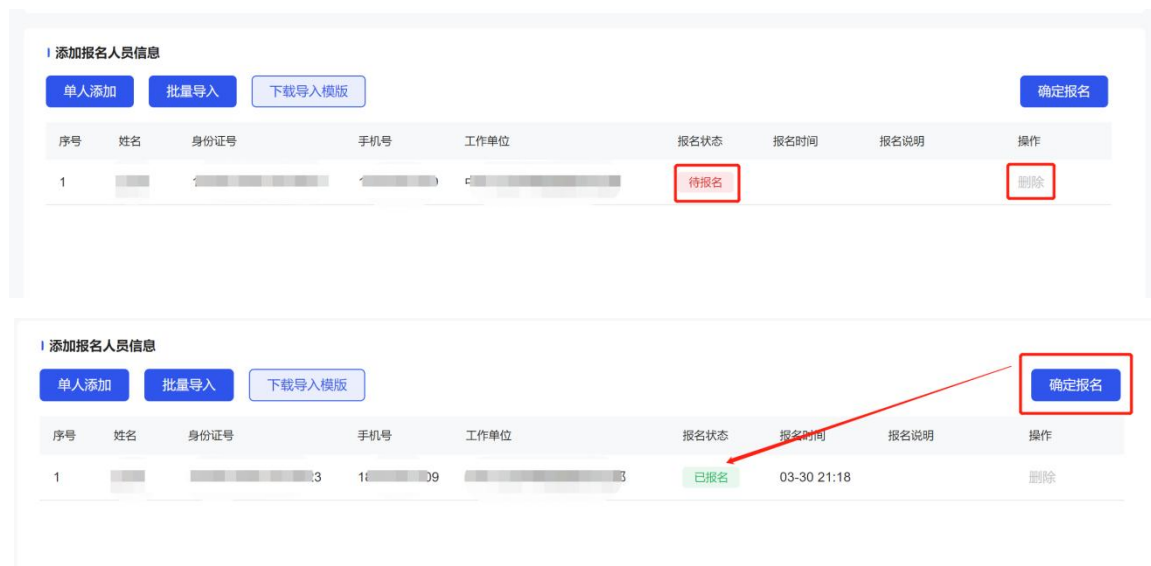 添加报名人员信息
单人添加 批量导入 下载导入模版 确定报名
序号 姓名 身份证号 手机号 工作单位 报名状态 报名时间 报名说明 操作
1 待报名 删除
添加报名人员信息
单人添加 批量导入 下载导入模版 确定报名
序号 姓名 身份证号 手机号 工作单位 报名状态 报名时间 报名说明 操作
1 已报名 03-30 21:18 删除